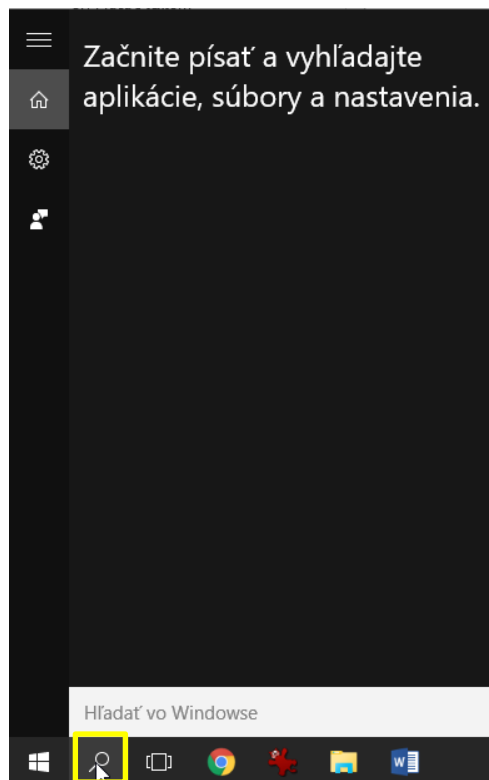 Začnite písať a vyhľadajte
aplikácie, súbory a nastavenia.
Hľadať vo Windowse